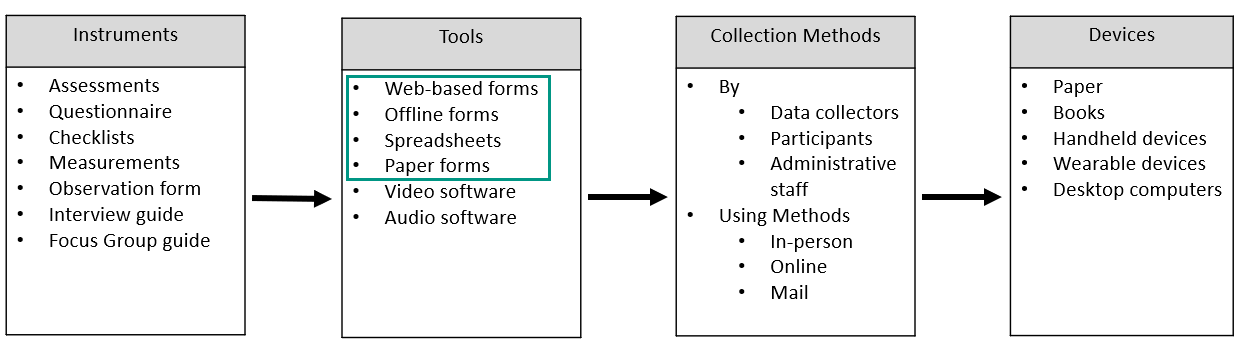 Instruments
• Assessments
• Questionnaire
• Checklists
• Measurements
• Observation form
• Interview guide
• Focus Group guide
Tools
• Web-based forms
• Offline forms
• Spreadsheets
• Paper forms
• Video software
• Audio software
Collection Methods
• By
• Data collectors
• Participants
• Administrative
staff
• Using Methods
• In-person
• Online
• Mail
Devices
• Paper
• Books
• Handheld devices
• Wearable devices
• Desktop computers